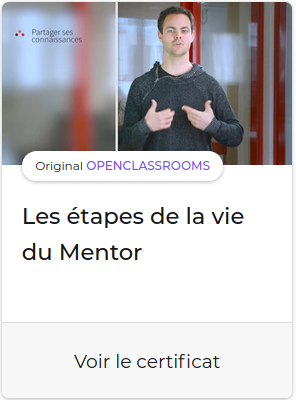 Partager ses
connaissances
Original OPENCLASSROOMS
Les étapes de la vie
du Mentor
Voir le certificat